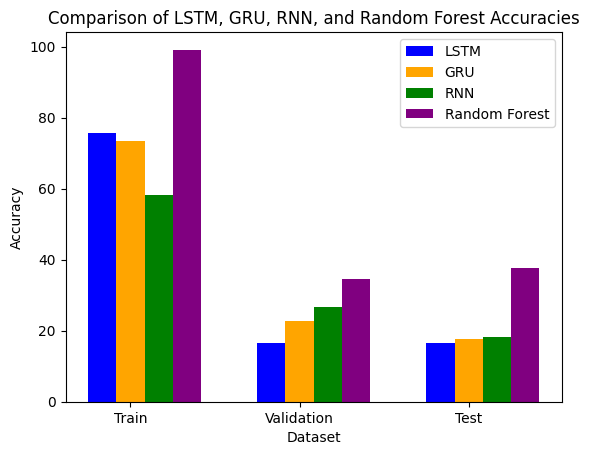 Comparison of LSTM, GRU, RNN, and Random Forest Accuracies
LSTM
GRU
RNN
Random Forest
100
80
60
40
20
0
Accuracy
Train
Validation
Test
Dataset